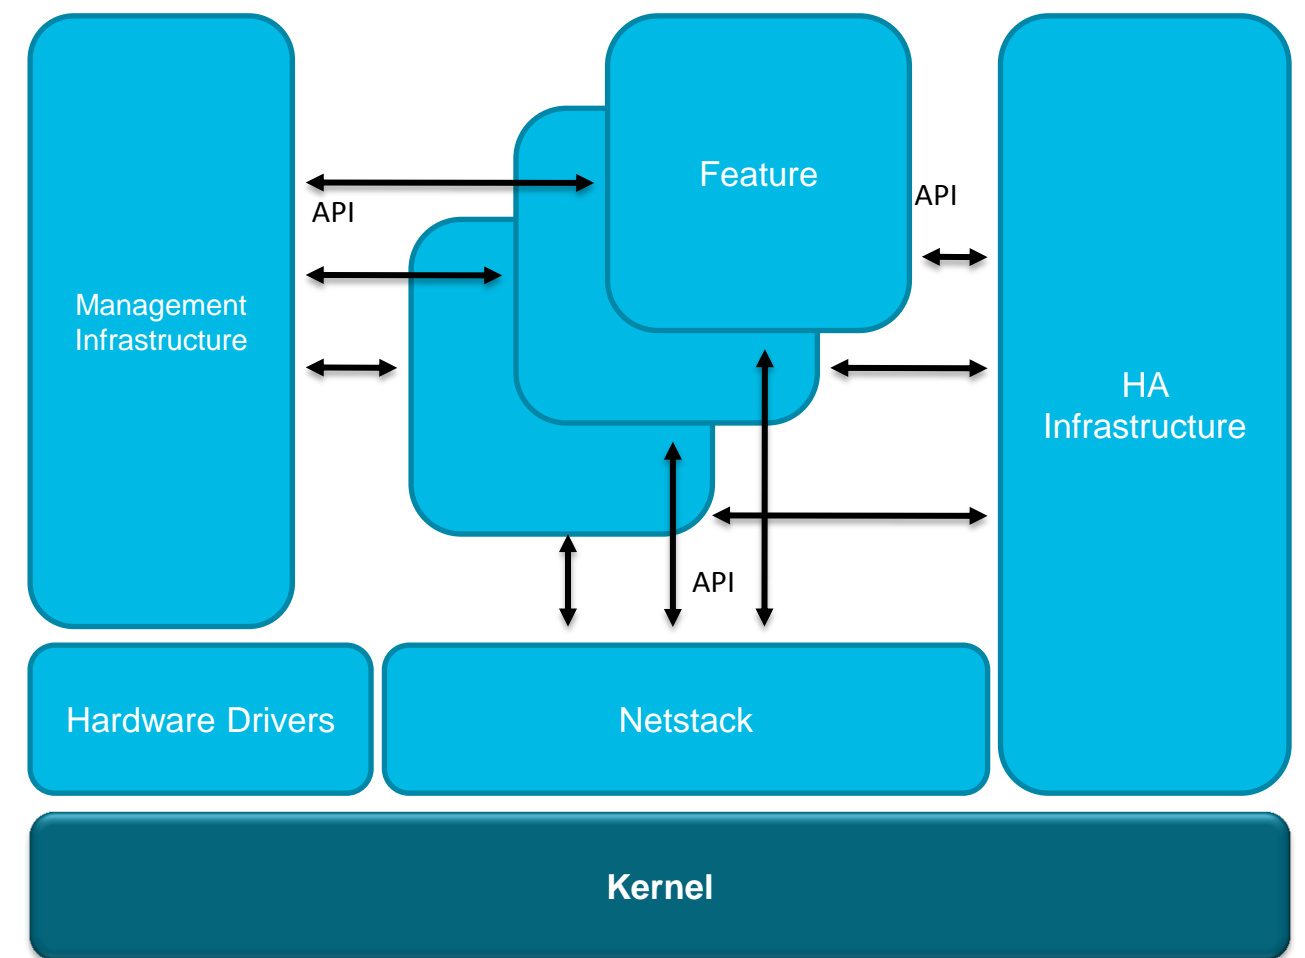 Feature
API
API
Management
Infrastructure
HA
Infrastructure
API
Hardware Drivers
Netstack
Kernel